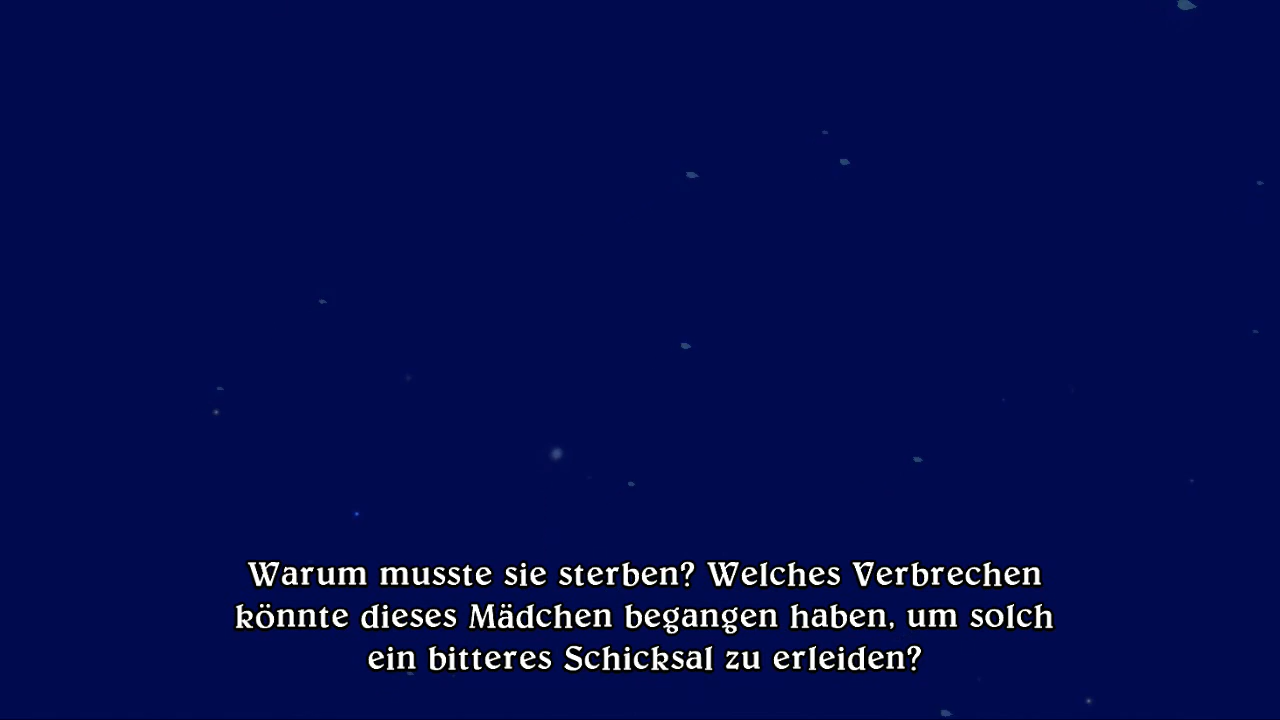 Warum musste sie sterben? Welches Verbrechen
könnte dieses Mädchen begangen haben, um solch
ein bitteres Schicksal zu erleiden?